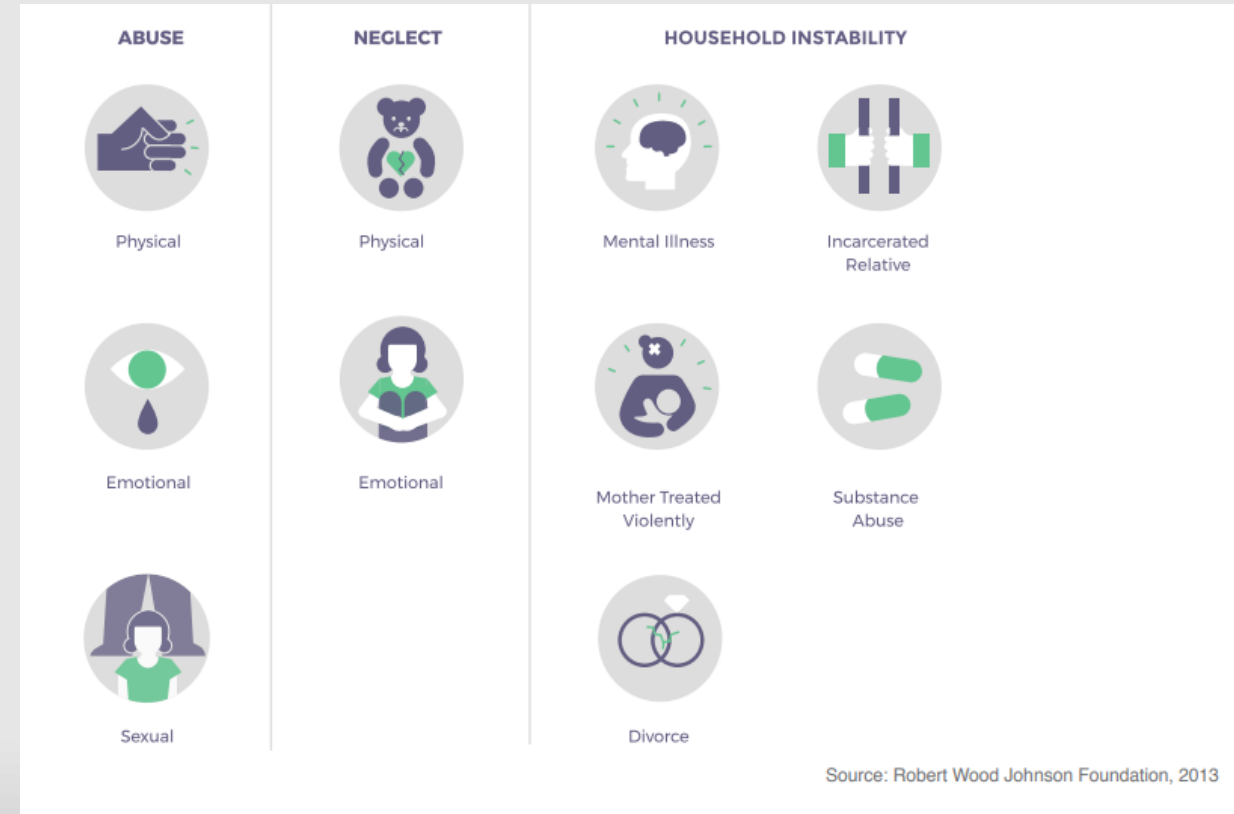 ABUSE
Physical
Emotional
Sexual
NEGLECT
Physical
Emotional
HOUSEHOLD INSTABILITY
Mental Illness
Incarcerated
Relative
Mother Treated
Violently
Substance
Abuse
Divorce
Source: Robert Wood Johnson Foundation, 2013